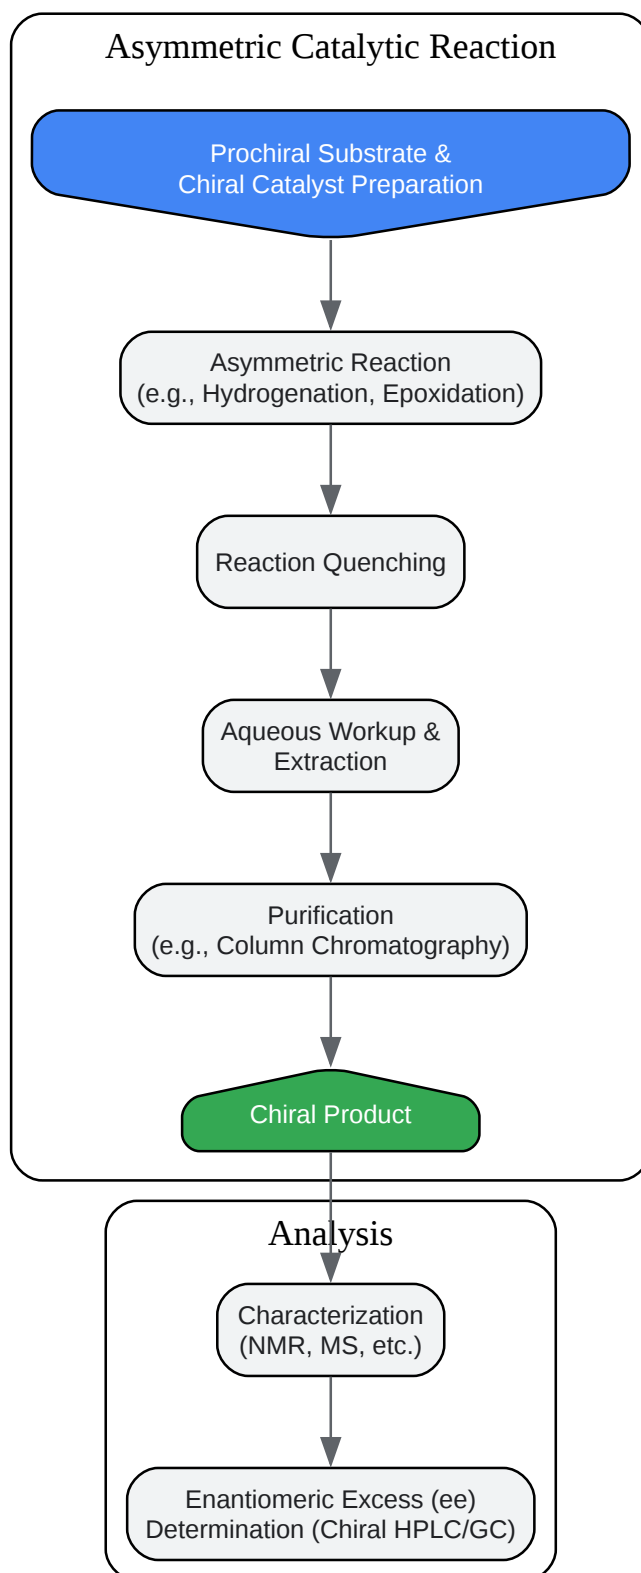 Asymmetric Catalytic Reaction
Prochiral Substrate &
Chiral Catalyst Preparation
Asymmetric Reaction
(e.g., Hydrogenation, Epoxidation)
Reaction Quenching
Aqueous Workup &
Extraction
Purification
(e.g., Column Chromatography)
Chiral Product
Analysis
Characterization
(NMR, MS, etc.)
Enantiomeric Excess (ee)
Determination (Chiral HPLC/GC)